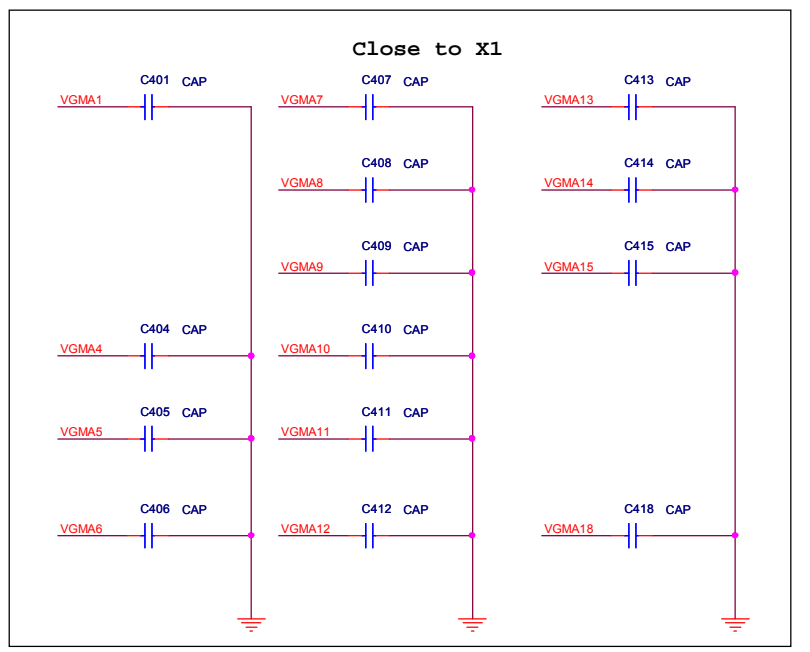 Close to X1
C401 CAP
VGMA1
C407 CAP
VGMA7
C413 CAP
VGMA13
C408 CAP
VGMA8
C414 CAP
VGMA14
C409 CAP
VGMA9
C415 CAP
VGMA15
C404 CAP
VGMA4
C410 CAP
VGMA10
C405 CAP
VGMA5
C411 CAP
VGMA11
C406 CAP
VGMA6
C412 CAP
VGMA12
C418 CAP
VGMA18